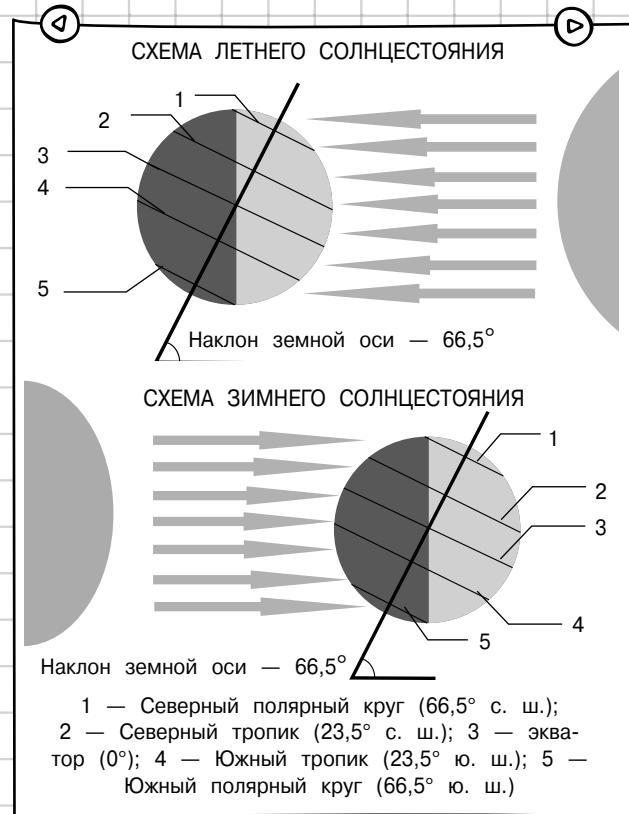 СХЕМА ЛЕТНЕГО СОЛНЦЕСТОЯНИЯ
1
2
3
4
5
Наклон земной оси — 66,5°
СХЕМА ЗИМНЕГО СОЛНЦЕСТОЯНИЯ
1
2
3
4
5
Наклон земной оси — 66,5°
1 — Северный полярный круг (66,5° с. ш.);
2 — Северный тропик (23,5° с. ш.); 3 — эква-
тор (0°); 4 — Южный тропик (23,5° ю. ш.); 5 —
Южный полярный круг (66,5° ю. ш.)